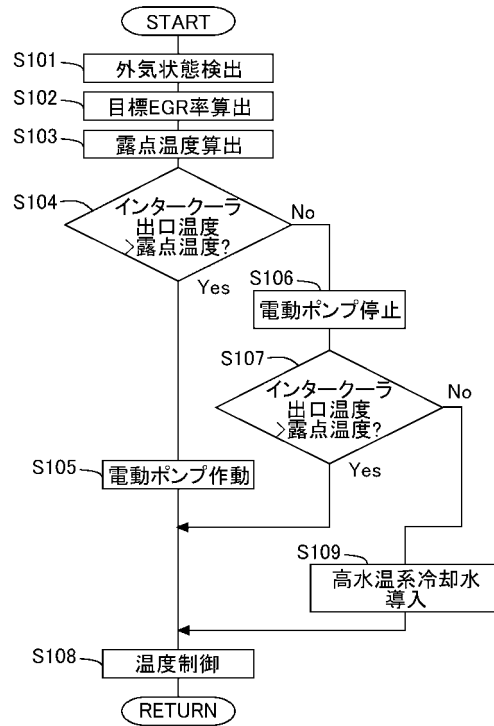 START
S101
外気状態検出
S102
目標EGR率算出
S103
露点温度算出
S104
インタークーラ
出口温度
>露点温度?
No
Yes
S106
電動ポンプ停止
S107
インタークーラ
出口温度
>露点温度?
No
Yes
S105
電動ポンプ作動
S109
高水温系冷却水
導入
S108
温度制御
RETURN